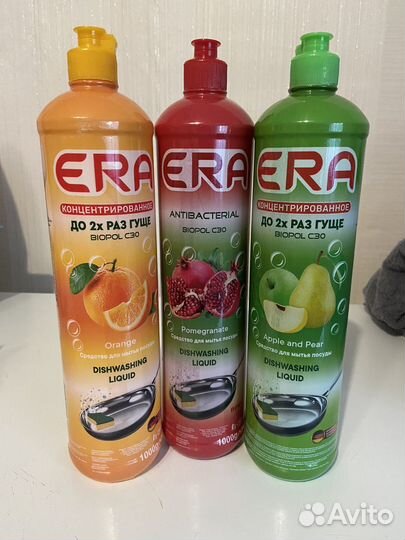 ERA
КОНЦЕНТРИРОВАННОЕ
ДО 2х РАЗ ГУЩЕ
BIOPOL C30
Orange
Средство для мытья посуды
DISHWASHING
LIQUID
1000g
ERA
ANTIBACTERIAL
BIOPOL C30
Pomegranate
Средство для мытья посуды
DISHWASHING
LIQUID
1000g
ERA
КОНЦЕНТРИРОВАННОЕ
ДО 2х РАЗ ГУЩЕ
BIOPOL C30
Apple and Pear
Средство для мытья посуды
DISHWASHING
LIQUID
Avito